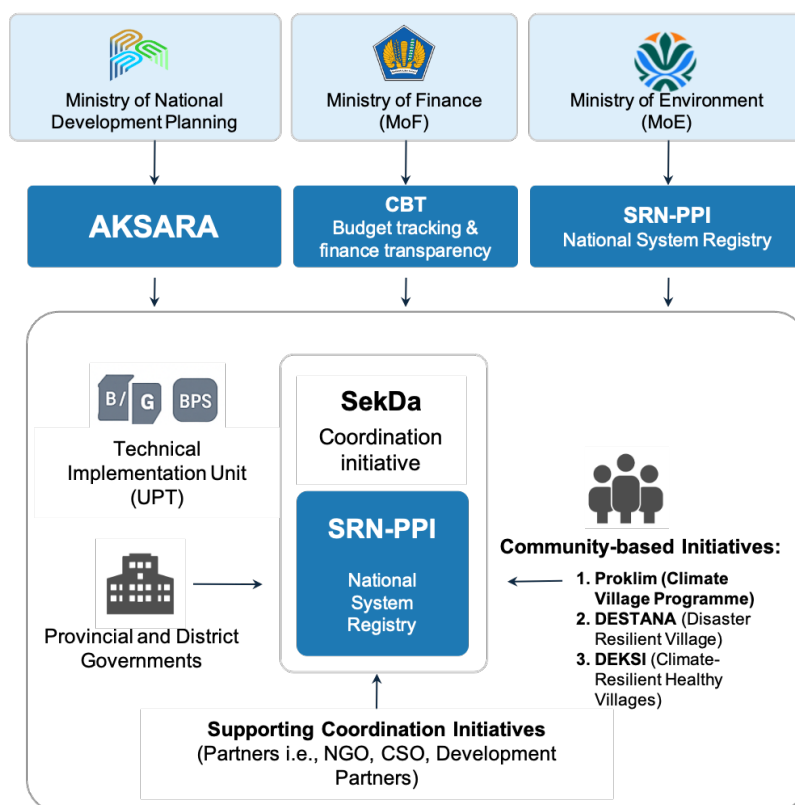 Ministry of National
Development Planning
Ministry of Finance
(MoF)
Ministry of Environment
(MoE)
AKSARA
CBT
Budget tracking &
finance transparency
SRN-PPI
National System Registry
B/ G BPS
Technical
Implementation Unit
(UPT)
SekDa
Coordination
initiative
SRN-PPI
National
System
Registry
Provincial and District
Governments
Community-based Initiatives:
1. Proklim (Climate
Village Programme)
2. DESTANA (Disaster
Resilient Village)
3. DEKSI (Climate-
Resilient Healthy
Villages)
Supporting Coordination Initiatives
(Partners i.e., NGO, CSO, Development
Partners)